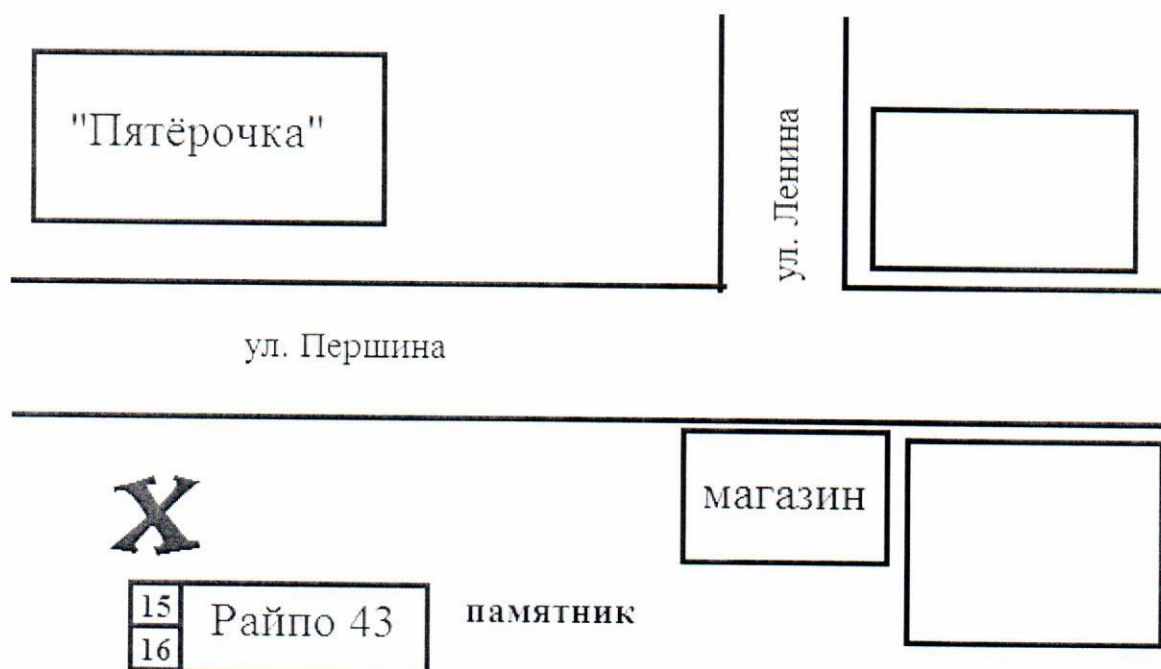 "Пятёрочка"
ул. Ленина
ул. Першина
Х
магазин
15
16
Райпо 43
памятник